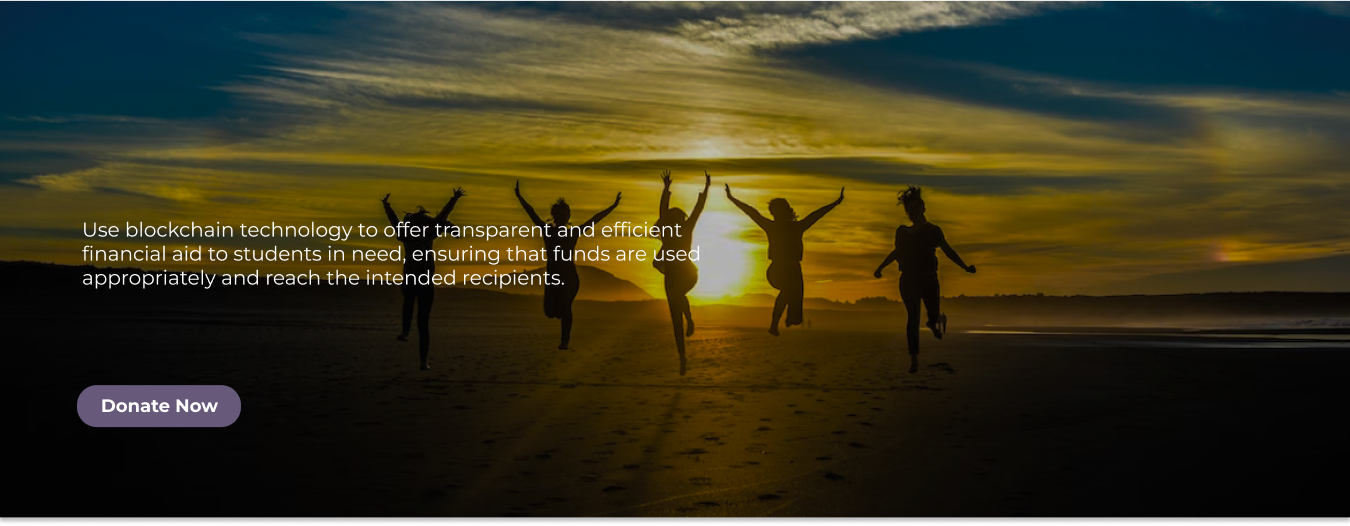 Use blockchain technology to offer transparent and efficient
financial aid to students in need, ensuring that funds are used
appropriately and reach the intended recipients.
Donate Now